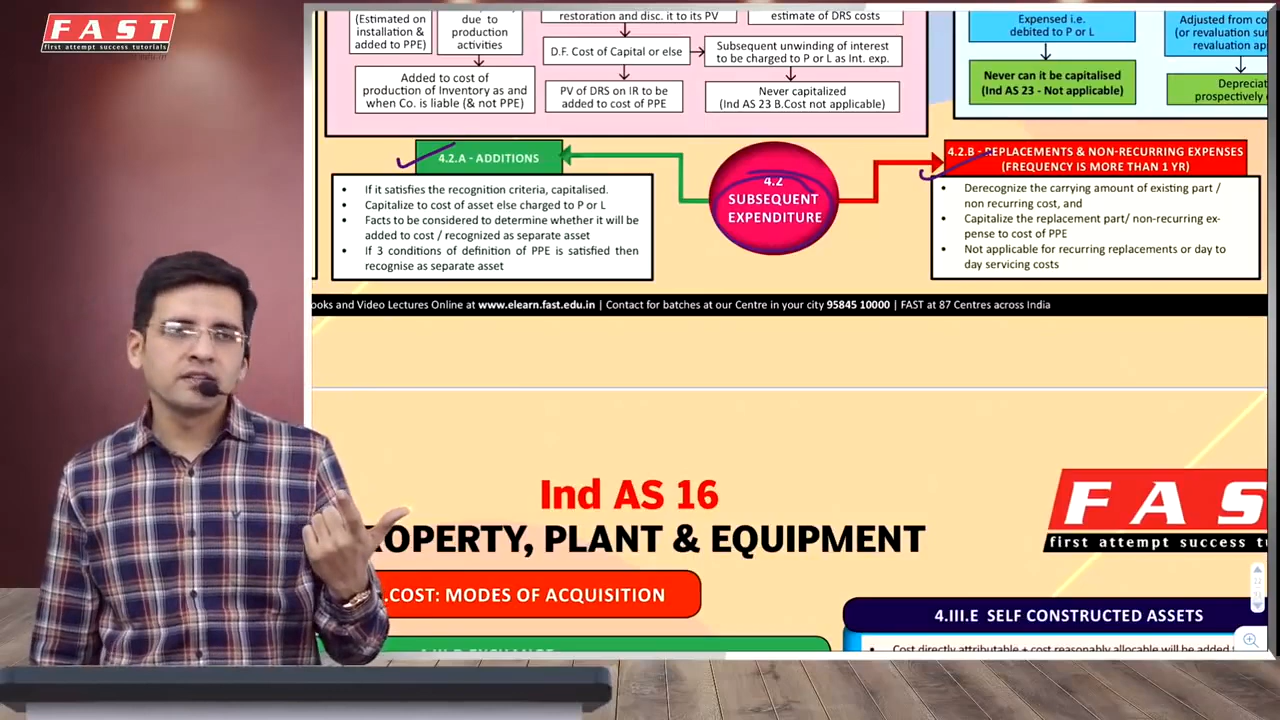 FAST
first attempt success tutorials
edu.in
(Estimated on
installation &
added to PPE)
due to
production
activities
Added to cost of
production of Inventory as and
when Co. is liable (& not PPE)
restoration and disc. it to its PV
D.F. Cost of Capital or else
PV of DRS on IR to be
added to cost of PPE
estimate of DRS costs
Subsequent unwinding of interest
to be charged to P or L as Int. exp.
Never capitalized
(Ind AS 23 B.Cost not applicable)
Expensed i.e.
debited to P or L
Never can it be capitalised
(Ind AS 23 - Not applicable)
Adjusted from co
(or revaluation su
revaluation ap
Depreciat
prospectively
4.2.A - ADDITIONS
• If it satisfies the recognition criteria, capitalised.
• Capitalize to cost of asset else charged to P or L
• Facts to be considered to determine whether it will be
added to cost / recognized as separate asset
• If 3 conditions of definition of PPE is satisfied then
recognise as separate asset
4.2
SUBSEQUENT
EXPENDITURE
4.2.B - REPLACEMENTS & NON-RECURRING EXPENSES
(FREQUENCY IS MORE THAN 1 YR)
• Derecognize the carrying amount of existing part /
non recurring cost, and
• Capitalize the replacement part/ non-recurring ex-
pense to cost of PPE
• Not applicable for recurring replacements or day to
day servicing costs
ooks and Video Lectures Online at www.elearn.fast.edu.in | Contact for batches at our Centre in your city 95845 10000 | FAST at 87 Centres across India
Ind AS 16
ROPERTY, PLANT & EQUIPMENT
FAS
first attempt success tu
.COST: MODES OF ACQUISITION
4.III.E SELF CONSTRUCTED ASSETS
• Cost directly attributable + cost reasonably allocable will be added